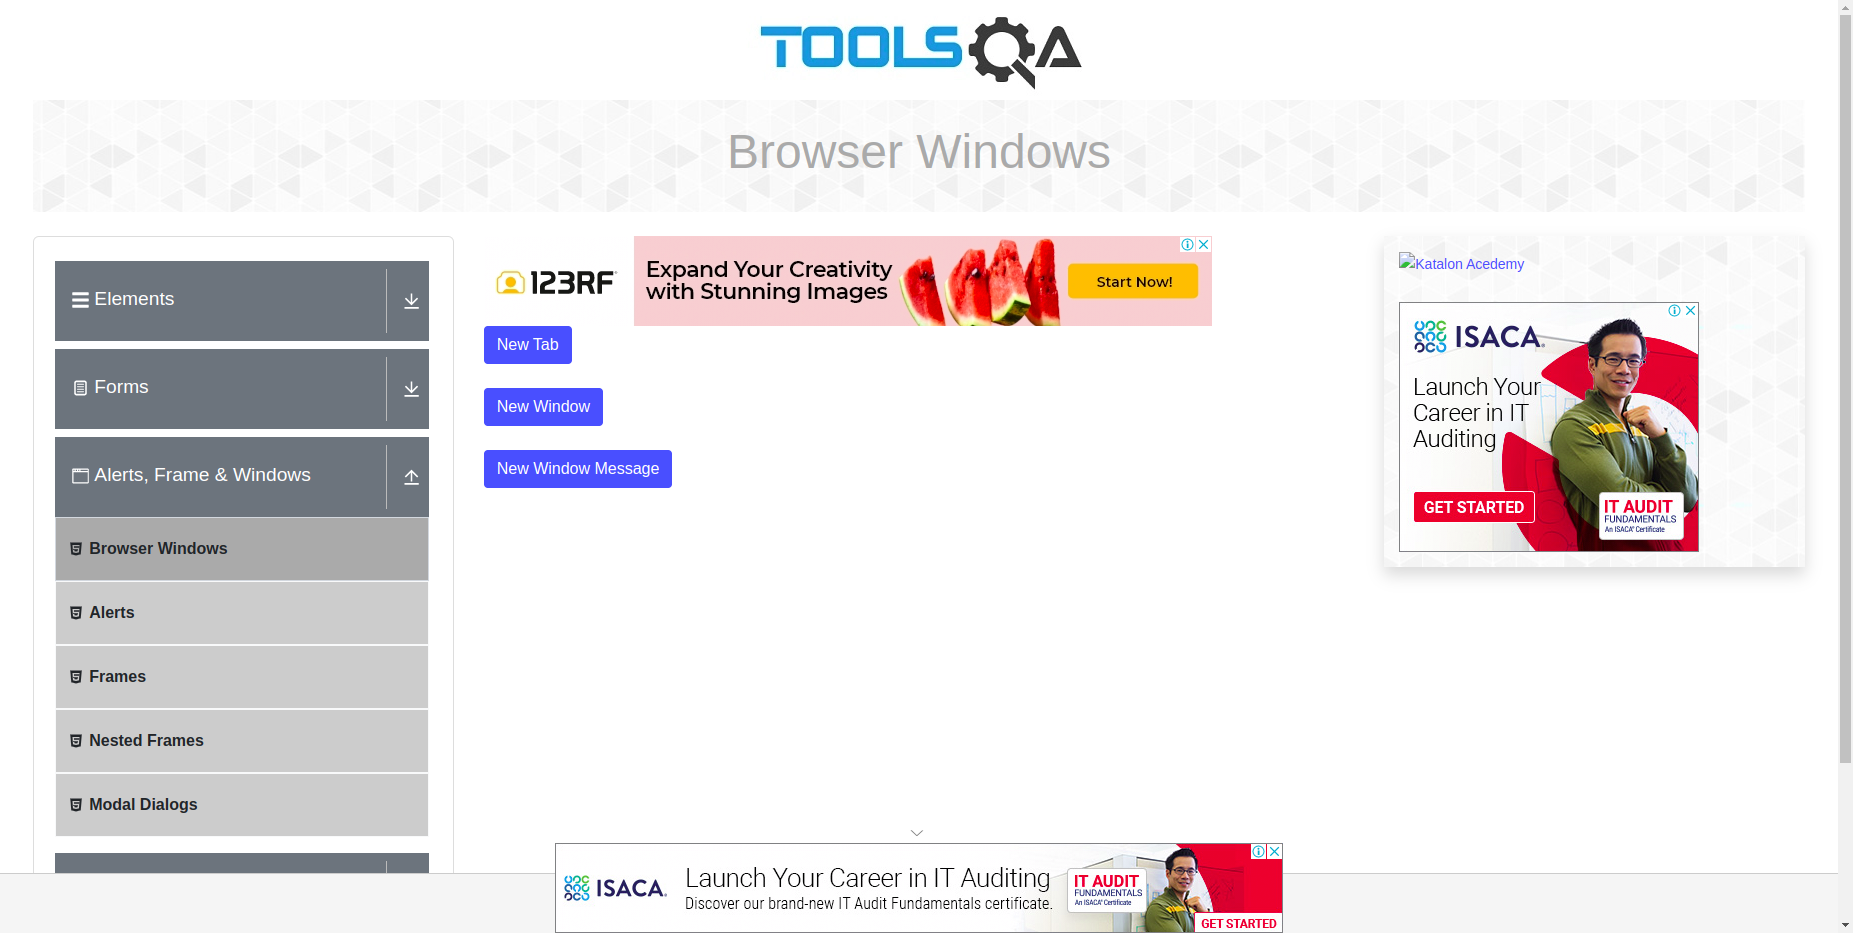 TOOLSQA
Browser Windows
Elements
Forms
Alerts, Frame & Windows
Browser Windows
Alerts
Frames
Nested Frames
Modal Dialogs
123RF
Expand Your Creativity
with Stunning Images
Start Now!
New Tab
New Window
New Window Message
Katalon Acedemy
ISACA.
Launch Your
Career in IT
Auditing
GET STARTED
IT AUDIT
FUNDAMENTALS
An ISACA® Certificate
ISACA.
Launch Your Career in IT Auditing
Discover our brand-new IT Audit Fundamentals certificate.
IT AUDIT
FUNDAMENTALS
An ISACA® Certificate
GET STARTED